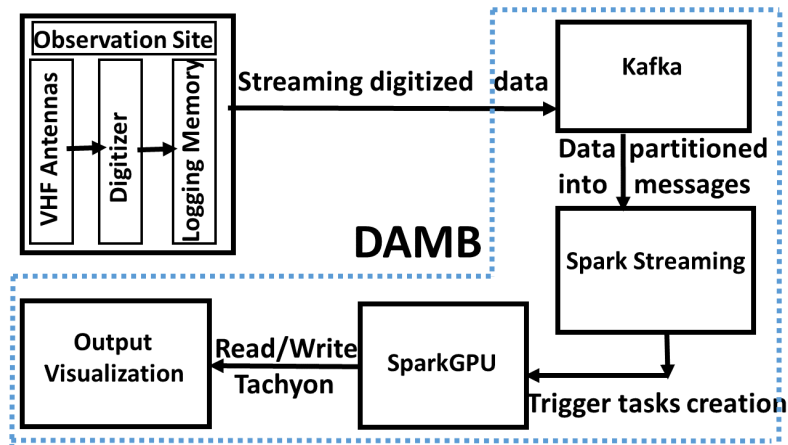 Observation Site
VHF Antennas
Digitizer
Logging Memory
Streaming digitized data
Kafka
Data partitioned
into messages
DAMB
Spark Streaming
Output
Visualization
Read/Write
Tachyon
SparkGPU
Trigger tasks creation